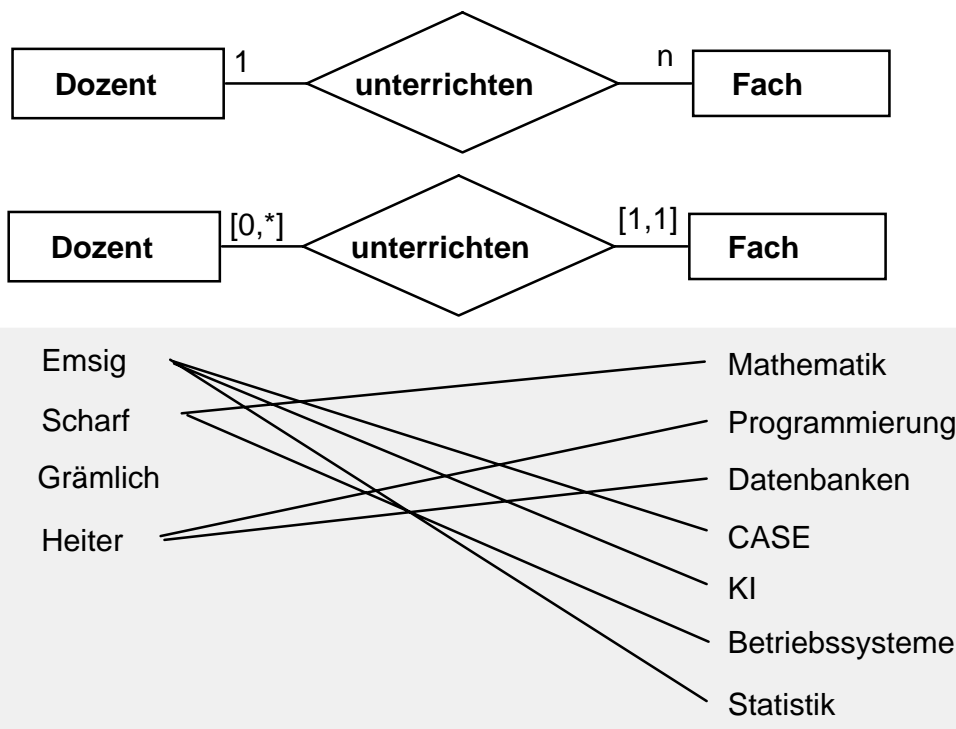 1 n
Dozent unterrichten Fach
[0,*] [1,1]
Dozent unterrichten Fach
Emsig Mathematik
Scharf Programmierung
Grämlich Datenbanken
Heiter CASE
KI
Betriebssysteme
Statistik